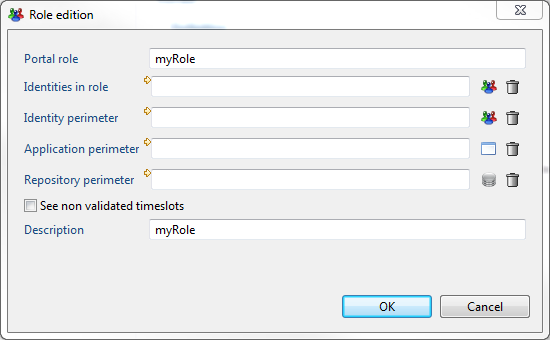 Role edition
Portal role myRole
Identities in role
Identity perimeter
Application perimeter
Repository perimeter
See non validated timeslots
Description myRole
OK Cancel